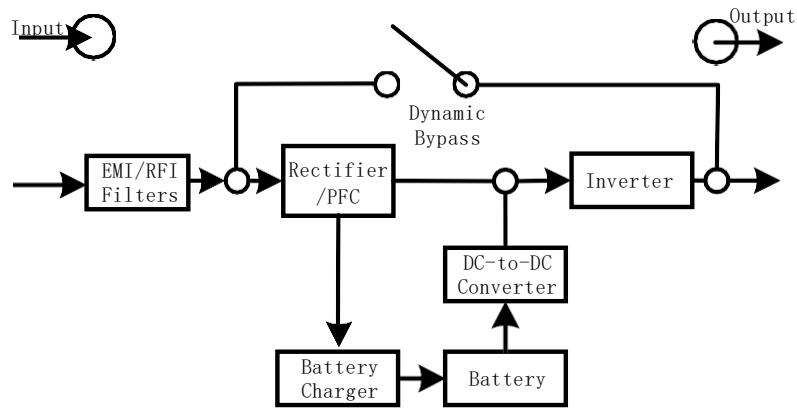 Input
Output
Dynamic
Bypass
EMI/RFI
Filters
Rectifier
/PFC
Inverter
DC-to-DC
Converter
Battery
Charger
Battery